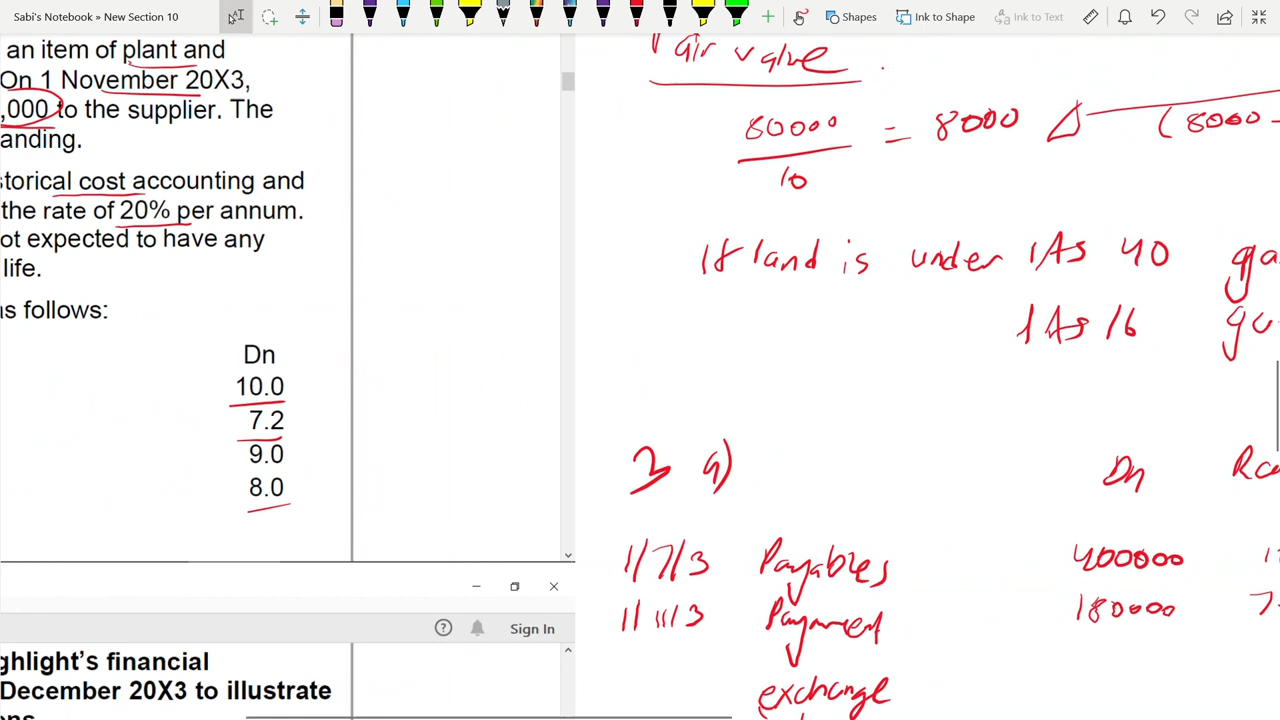 Sabi's Notebook » New Section 10
Shapes
Ink to Shape
Ink to Text
an item of plant and
On 1 November 20X3,
,000 to the supplier. The
anding.
storical cost accounting and
the rate of 20% per annum.
ot expected to have any
life.
as follows:
Dn
10.0
7.2
9.0
8.0
Sign In
ghlight's financial
December 20X3 to illustrate
Fair value
80000
10
= 8000
(8000
If land is under IAS 40
IAS 16
3 a)
Dn
1/7/3 Payables 400000
1/11/3 Payment 180000
exchange